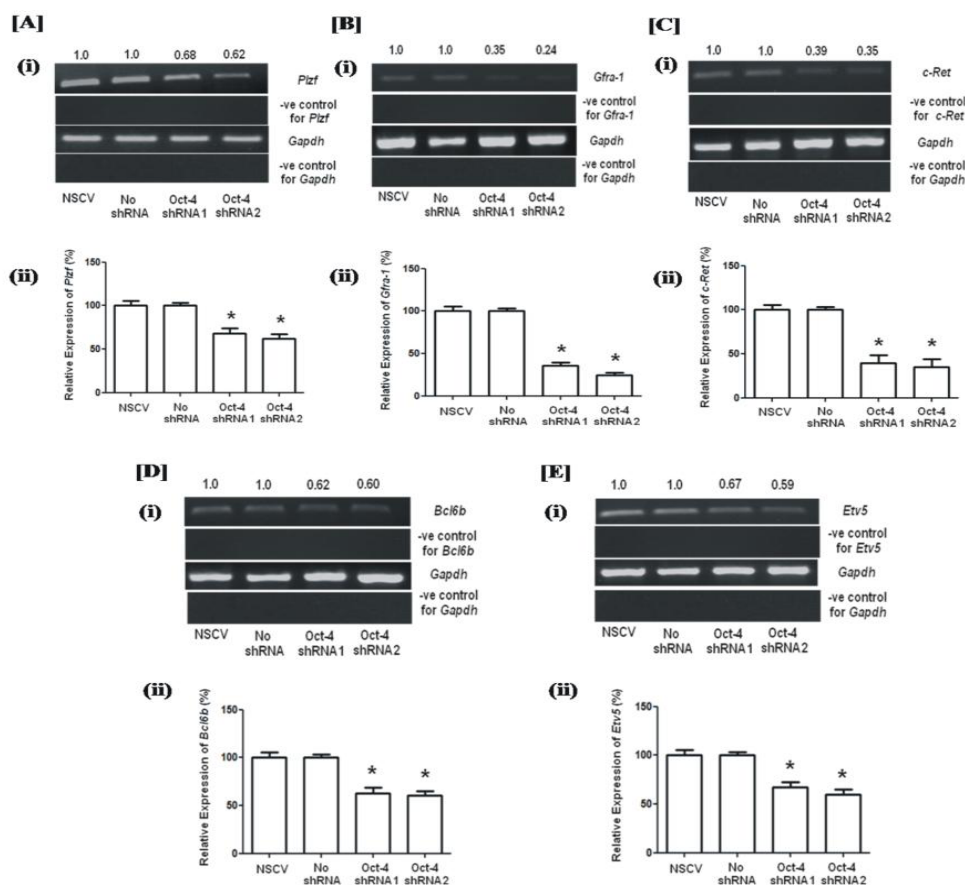 [A]
1.0 1.0 0.68 0.62
(i)
Plzf
-ve control
for Plzf
Gapdh
-ve control
for Gapdh
NSCV No shRNA Oct-4 shRNA1 Oct-4 shRNA2
(ii)
Relative Expression of Plzf (%)
150
100
50
0
* *
NSCV No shRNA Oct-4 shRNA1 Oct-4 shRNA2
[B]
1.0 1.0 0.35 0.24
(i)
Gfra-1
-ve control
for Gfra-1
Gapdh
-ve control
for Gapdh
NSCV No shRNA Oct-4 shRNA1 Oct-4 shRNA2
(ii)
Relative Expression of Gfra-1 (%)
150
100
50
0
* *
NSCV No shRNA Oct-4 shRNA1 Oct-4 shRNA2
[C]
1.0 1.0 0.39 0.35
(i)
c-Ret
-ve control
for c-Ret
Gapdh
-ve control
for Gapdh
NSCV No shRNA Oct-4 shRNA1 Oct-4 shRNA2
(ii)
Relative Expression of c-Ret (%)
150
100
50
0
* *
NSCV No shRNA Oct-4 shRNA1 Oct-4 shRNA2
[D]
1.0 1.0 0.62 0.60
(i)
Bcl6b
-ve control
for Bcl6b
Gapdh
-ve control
for Gapdh
NSCV No shRNA Oct-4 shRNA1 Oct-4 shRNA2
(ii)
Relative Expression of Bcl6b (%)
150
100
50
0
* *
NSCV No shRNA Oct-4 shRNA1 Oct-4 shRNA2
[E]
1.0 1.0 0.67 0.59
(i)
Etv5
-ve control
for Etv5
Gapdh
-ve control
for Gapdh
NSCV No shRNA Oct-4 shRNA1 Oct-4 shRNA2
(ii)
Relative Expression of Etv5 (%)
150
100
50
0
* *
NSCV No shRNA Oct-4 shRNA1 Oct-4 shRNA2